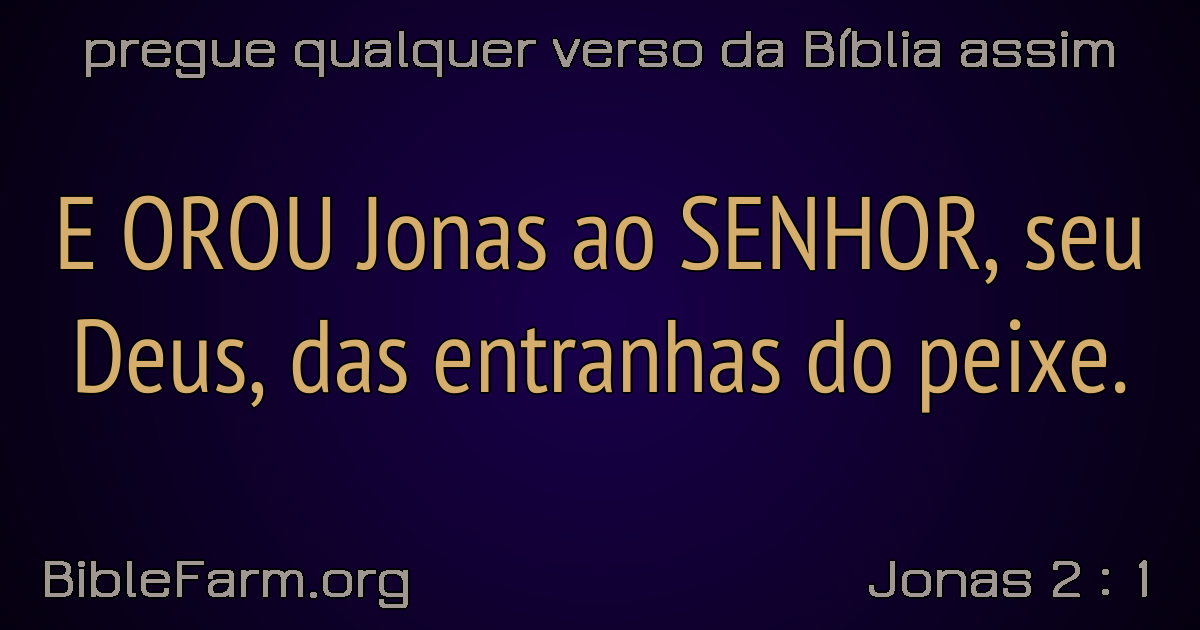 pregue qualquer verso da Bíblia assim
E OROU Jonas ao SENHOR, seu
Deus, das entranhas do peixe.
BibleFarm.org
Jonas 2 : 1